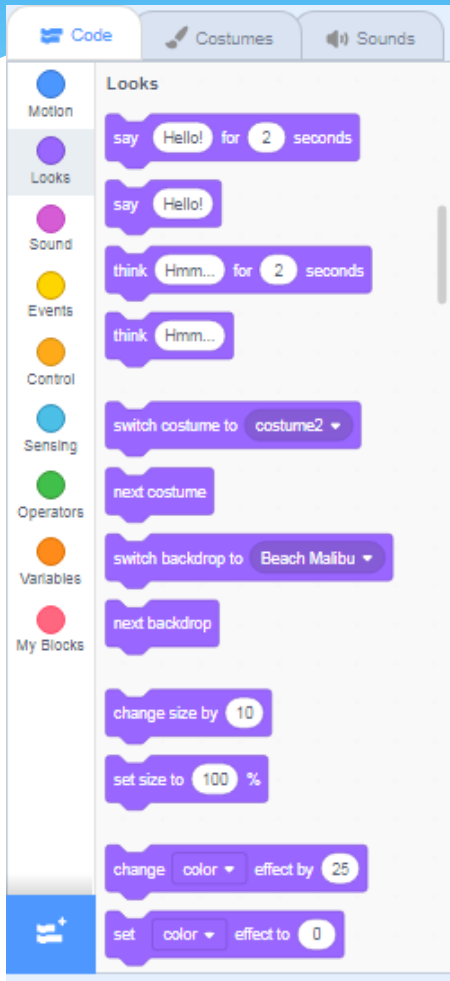 Code Costumes Sounds
Motion
Looks
Sound
Events
Control
Sensing
Operators
Variables
My Blocks
Looks
say Hello! for 2 seconds
say Hello!
think Hmm... for 2 seconds
think Hmm...
switch costume to costume2
next costume
switch backdrop to Beach Malibu
next backdrop
change size by 10
set size to 100 %
change color effect by 25
set color effect to 0